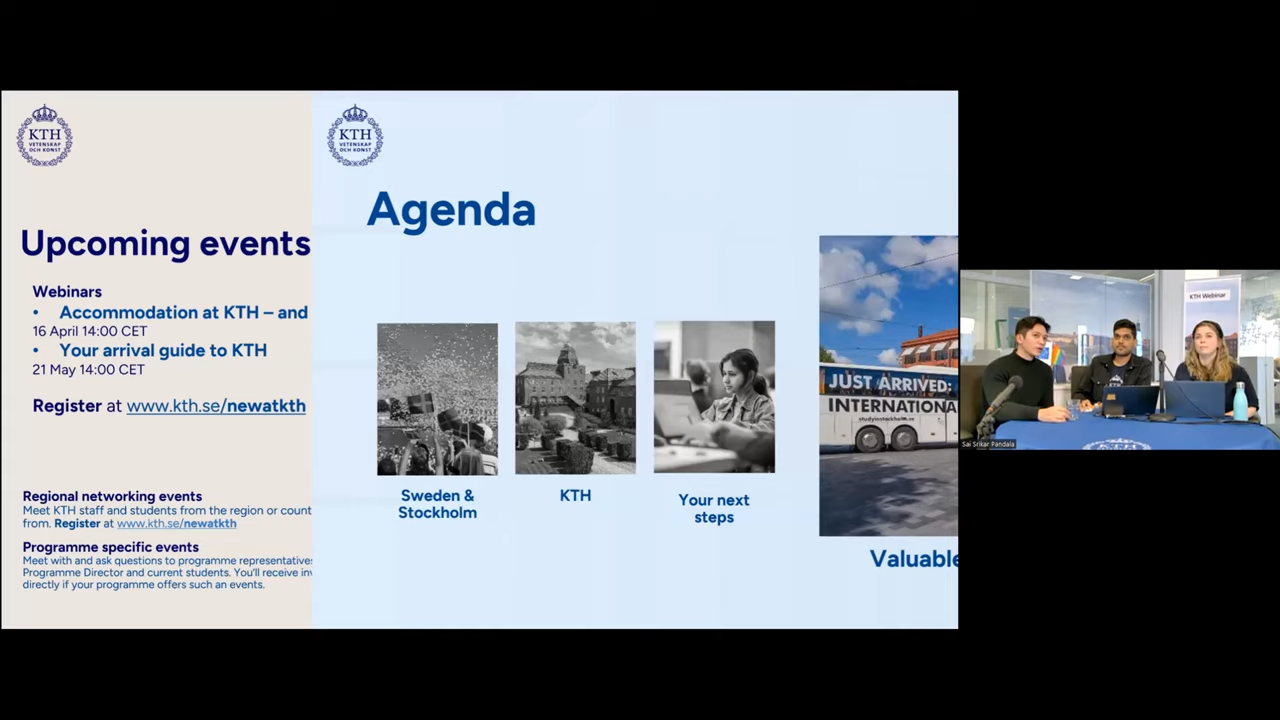 KTH
VETENSKAP
OCH KONST
Upcoming events
Webinars
• Accommodation at KTH – and
16 April 14:00 CET
• Your arrival guide to KTH
21 May 14:00 CET
Register at www.kth.se/newatkth
Regional networking events
Meet KTH staff and students from the region or count
from. Register at www.kth.se/newatkth
Programme specific events
Meet with and ask questions to programme representatives
Programme Director and current students. You'll receive inv
directly if your programme offers such an events.
KTH
VETENSKAP
OCH KONST
Agenda
Sweden &
Stockholm
KTH
Your next
steps
JUST ARRIVED:
INTERNATIONA
studyinstockholm.se
Valuable
KTH Webinar
Sai Srikar Pandala